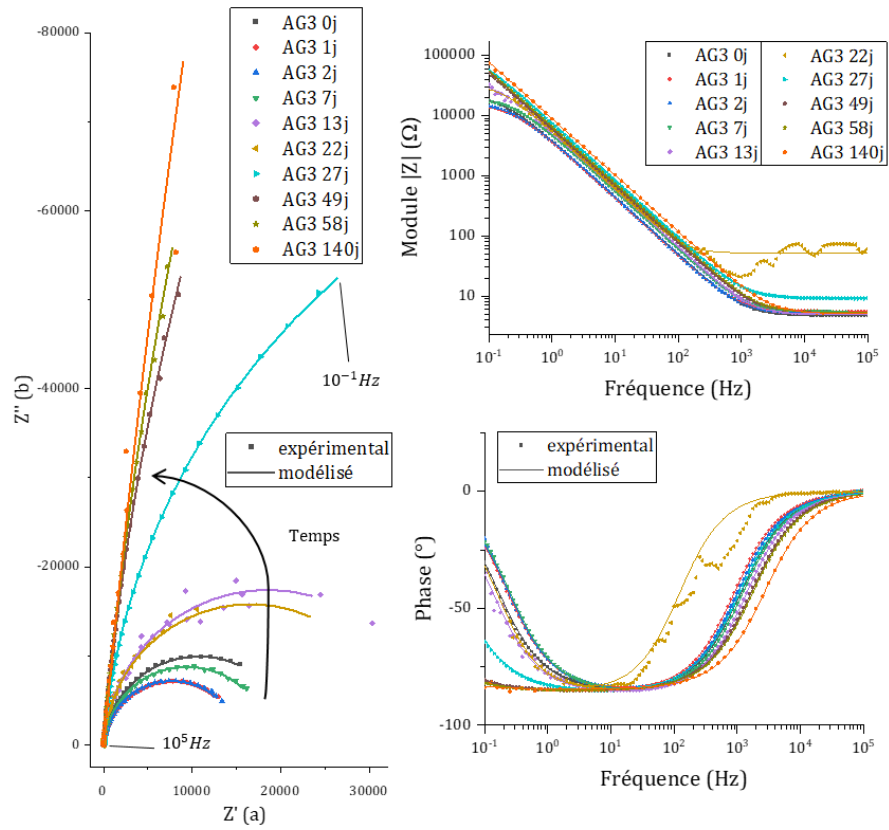 -80000
-60000
-40000
-20000
0
Z'' (b)
0
10000
20000
30000
Z' (a)
AG3 0j
AG3 1j
AG3 2j
AG3 7j
AG3 13j
AG3 22j
AG3 27j
AG3 49j
AG3 58j
AG3 140j
10⁻¹Hz
expérimental
modélisé
Temps
10⁵Hz
100000
10000
1000
100
10
Module |Z| (Ω)
AG3 0j
AG3 1j
AG3 2j
AG3 7j
AG3 13j
AG3 22j
AG3 27j
AG3 49j
AG3 58j
AG3 140j
10⁻¹
10⁰
10¹
10²
10³
10⁴
10⁵
Fréquence (Hz)
expérimental
modélisé
0
-50
-100
Phase (°)
10⁻¹
10⁰
10¹
10²
10³
10⁴
10⁵
Fréquence (Hz)